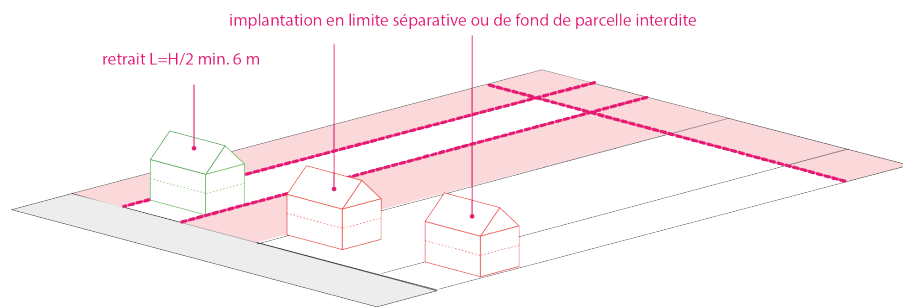 implantation en limite séparative ou de fond de parcelle interdite
retrait L=H/2 min. 6 m